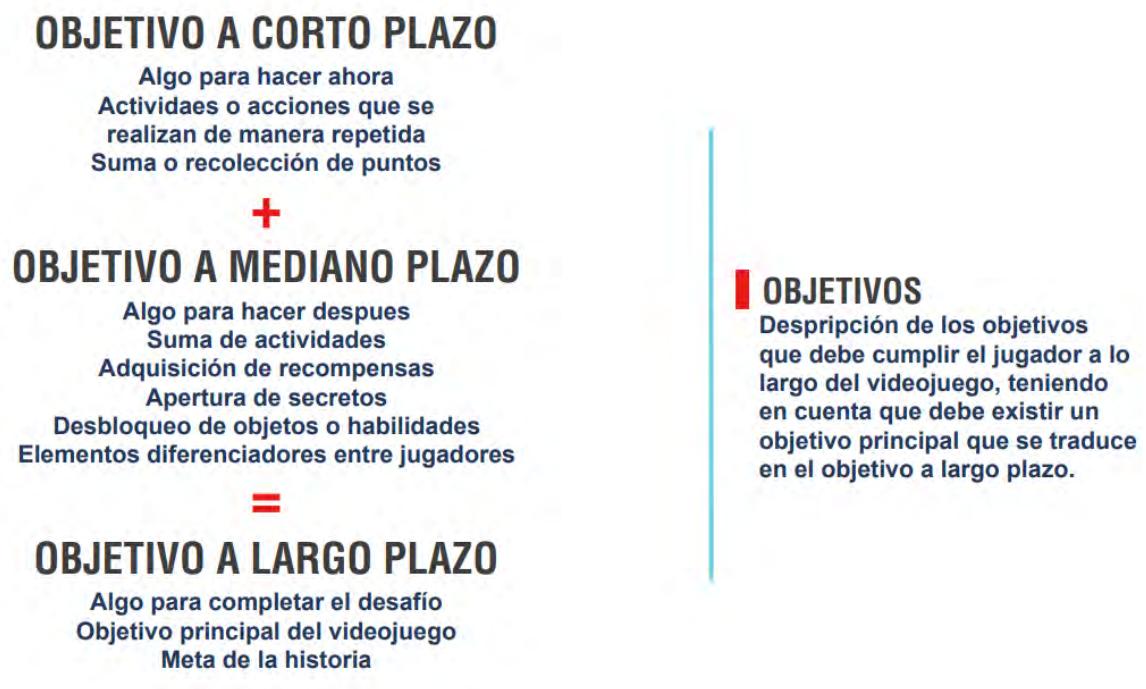 OBJETIVO A CORTO PLAZO
Algo para hacer ahora
Actividaes o acciones que se
realizan de manera repetida
Suma o recolección de puntos
+
OBJETIVO A MEDIANO PLAZO
Algo para hacer despues
Suma de actividades
Adquisición de recompensas
Apertura de secretos
Desbloqueo de objetos o habilidades
Elementos diferenciadores entre jugadores
=
OBJETIVO A LARGO PLAZO
Algo para completar el desafío
Objetivo principal del videojuego
Meta de la historia
OBJETIVOS
Despripción de los objetivos
que debe cumplir el jugador a lo
largo del videojuego, teniendo
en cuenta que debe existir un
objetivo principal que se traduce
en el objetivo a largo plazo.